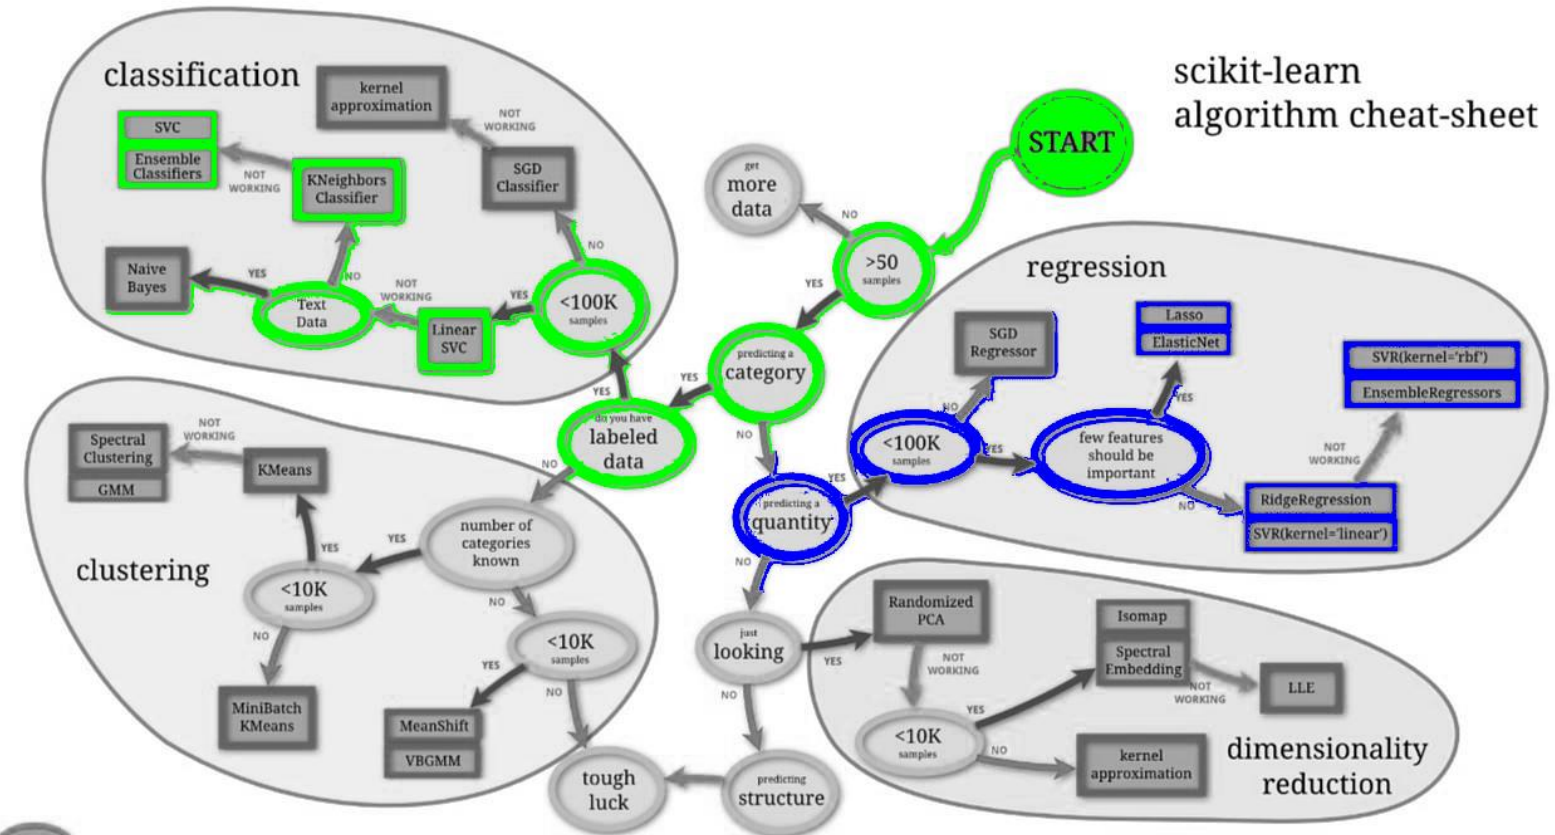 scikit-learn
algorithm cheat-sheet
START
get
more
data
NO
>50
samples
YES
predicting a
category
YES
NO
do you have
labeled
data
YES
NO
predicting a
quantity
YES
NO
just
looking
YES
NO
predicting
structure
tough
luck
classification
kernel
approximation
NOT
WORKING
SGD
Classifier
NO
<100K
samples
YES
Linear
SVC
NOT
WORKING
Text
Data
YES
Naive
Bayes
NO
KNeighbors
Classifier
NOT
WORKING
SVC
Ensemble
Classifiers
regression
SGD
Regressor
NO
<100K
samples
YES
few features
should be
important
YES
Lasso
ElasticNet
NO
RidgeRegression
SVR(kernel='linear')
NOT
WORKING
SVR(kernel='rbf')
EnsembleRegressors
clustering
Spectral
Clustering
GMM
NOT
WORKING
KMeans
YES
<10K
samples
NO
MiniBatch
KMeans
YES
number of
categories
known
NO
<10K
samples
YES
NO
MeanShift
VBGMM
dimensionality
reduction
Randomized
PCA
NOT
WORKING
<10K
samples
YES
Isomap
Spectral
Embedding
NOT
WORKING
LLE
NO
kernel
approximation